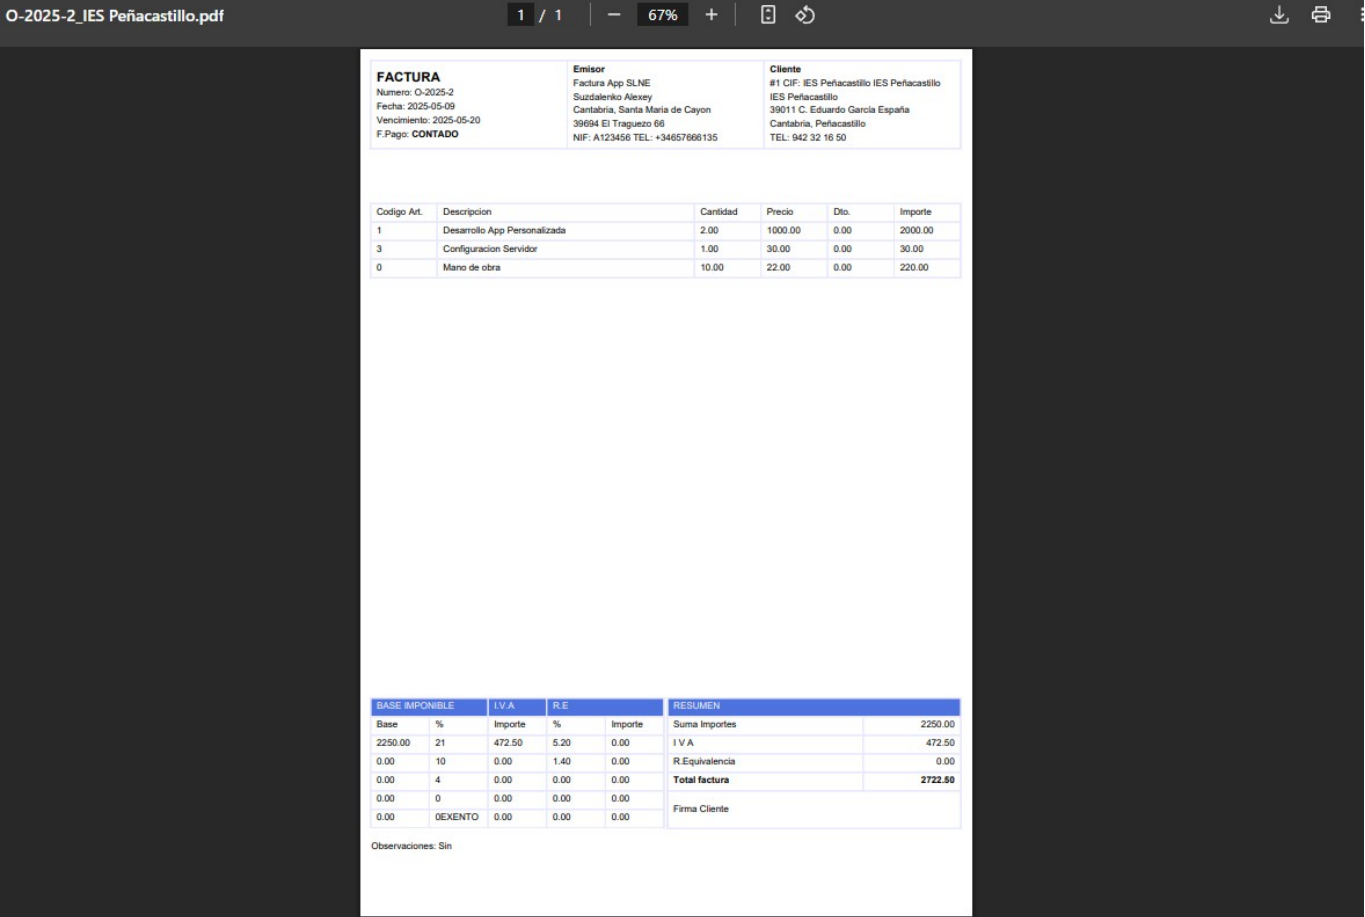 O-2025-2_IES Peñacastillo.pdf
1 / 1
67%
FACTURA
Numero: O-2025-2
Fecha: 2025-05-09
Vencimiento: 2025-05-20
F.Pago: CONTADO
Emisor
Factura App SLNE
Suzdalenko Alexey
Cantabria, Santa Maria de Cayon
39694 El Traguezo 66
NIF: A123456 TEL: +34657666135
Cliente
#1 CIF: IES Peñacastillo IES Peñacastillo
IES Peñacastillo
39011 C. Eduardo García España
Cantabria, Peñacastillo
TEL: 942 32 16 50
Codigo Art. Descripcion Cantidad Precio Dto. Importe
1 Desarrollo App Personalizada 2.00 1000.00 0.00 2000.00
3 Configuracion Servidor 1.00 30.00 0.00 30.00
0 Mano de obra 10.00 22.00 0.00 220.00
BASE IMPONIBLE I.V.A R.E
Base % Importe % Importe
2250.00 21 472.50 5.20 0.00
0.00 10 0.00 1.40 0.00
0.00 4 0.00 0.00 0.00
0.00 0 0.00 0.00 0.00
0.00 0EXENTO 0.00 0.00 0.00
RESUMEN
Suma Importes 2250.00
I V A 472.50
R.Equivalencia 0.00
Total factura 2722.50
Firma Cliente
Observaciones: Sin